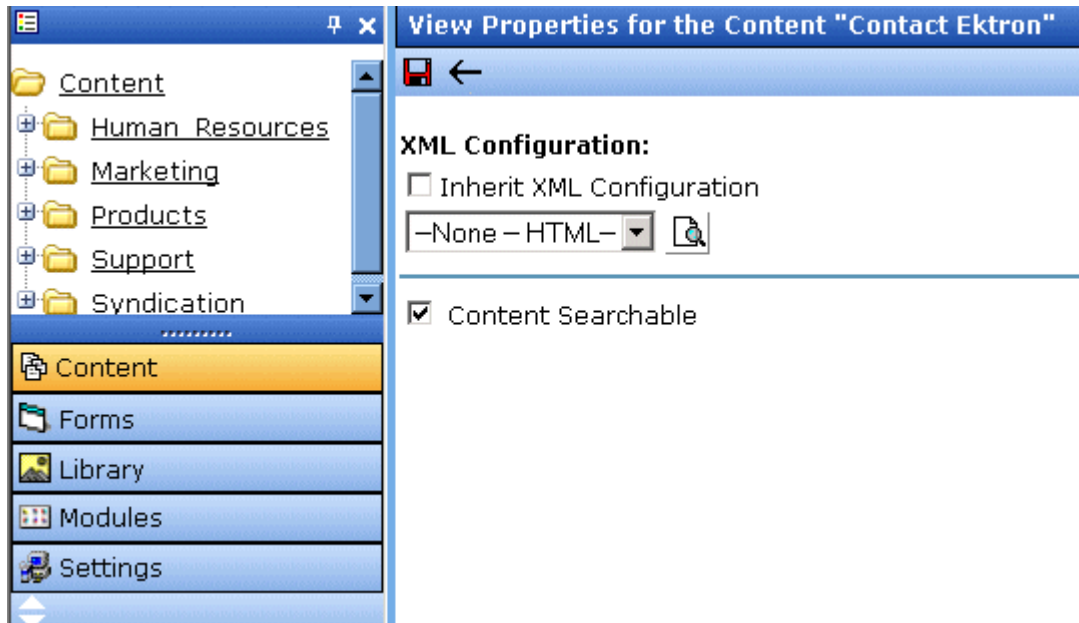 Content
Human Resources
Marketing
Products
Support
Syndication
Content
Forms
Library
Modules
Settings
View Properties for the Content "Contact Ektron"
XML Configuration:
Inherit XML Configuration
--None -- HTML--
Content Searchable